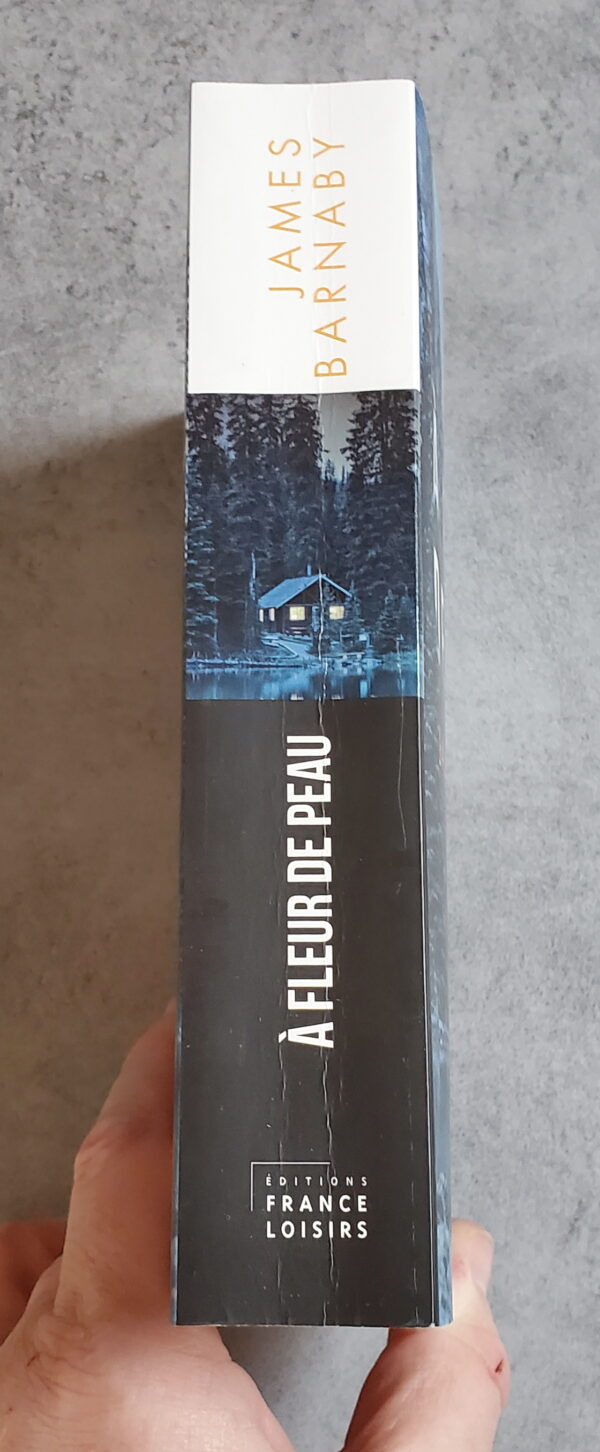 JAMES
BARNABY
À FLEUR DE PEAU
ÉDITIONS
FRANCE
LOISIRS